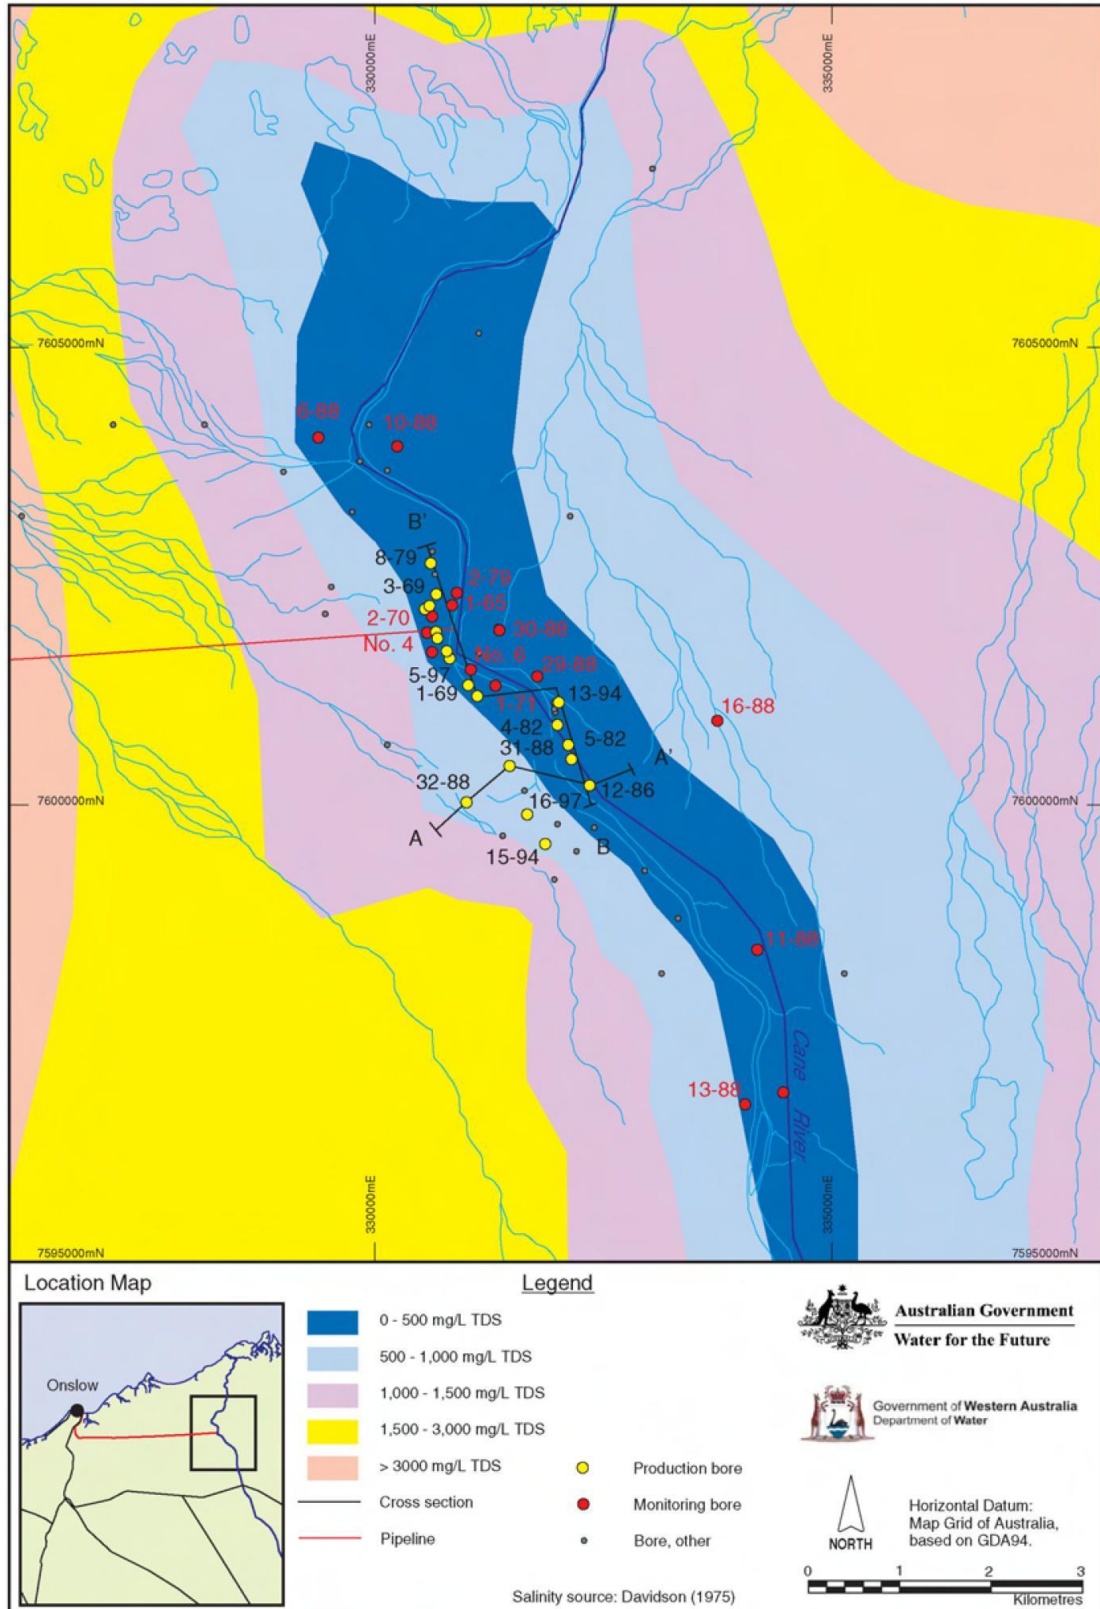 330000mE
335000mE
7605000mN
7605000mN
6-88
10-88
B'
8-79
3-69
2-79
1-65
2-70
No. 4
30-88
No. 6
29-88
5-97
1-69
1-71
13-94
16-88
4-82
31-88
5-82
A'
32-88
12-86
7600000mN
7600000mN
16-97
A
15-94
B
11-88
Cane River
13-88
330000mE
335000mE
7595000mN
7595000mN
Location Map
Onslow
Legend
0 - 500 mg/L TDS
500 - 1,000 mg/L TDS
1,000 - 1,500 mg/L TDS
1,500 - 3,000 mg/L TDS
> 3000 mg/L TDS
Cross section
Pipeline
Production bore
Monitoring bore
Bore, other
Salinity source: Davidson (1975)
Australian Government
Water for the Future
Government of Western Australia
Department of Water
NORTH
Horizontal Datum:
Map Grid of Australia,
based on GDA94.
0 1 2 3
Kilometres